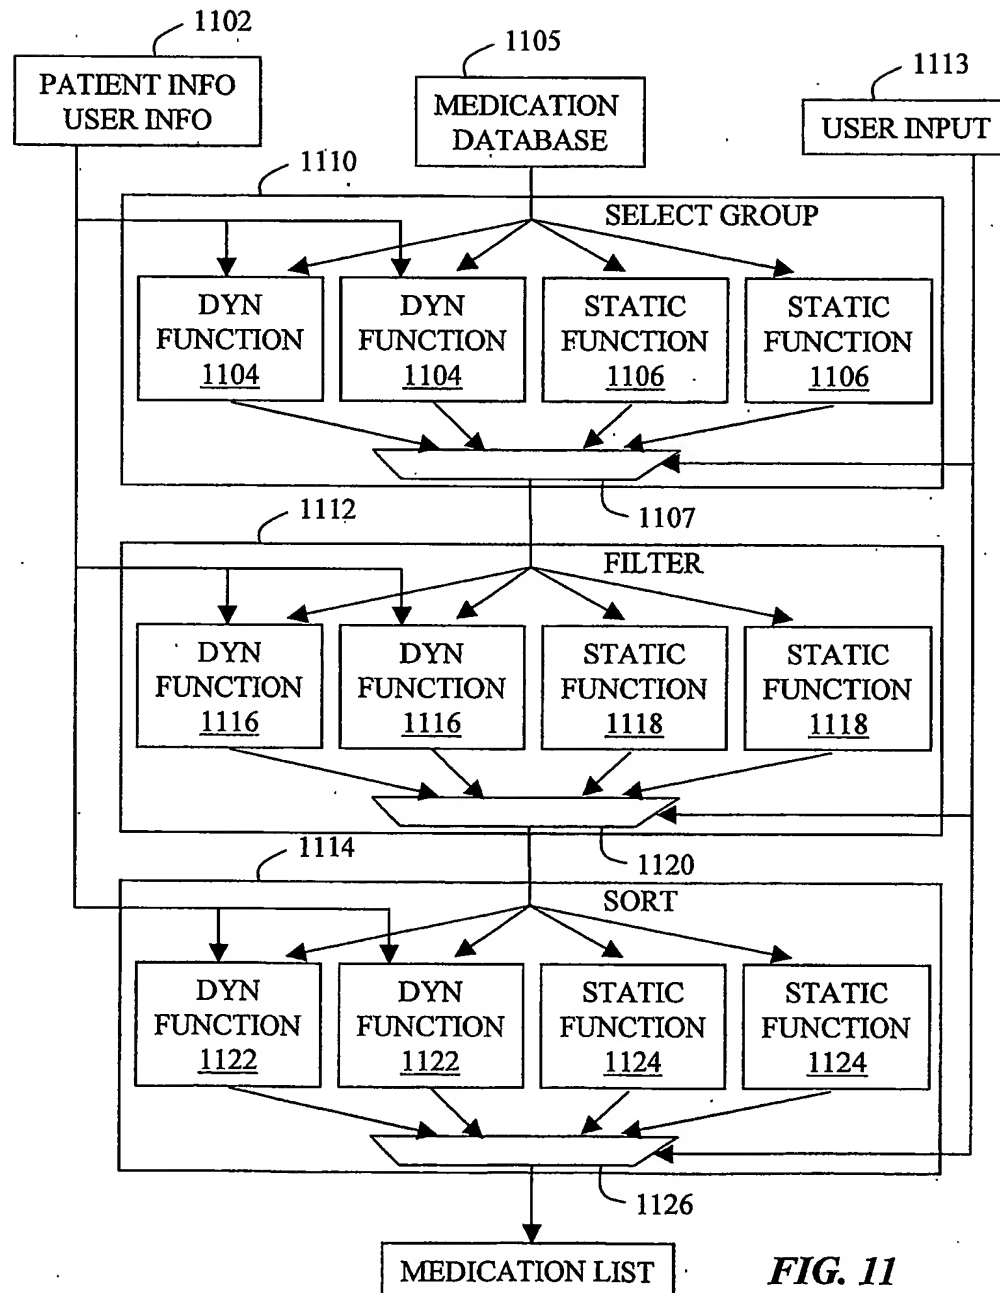 1102
1105
1113
PATIENT INFO
USER INFO
MEDICATION
DATABASE
USER INPUT
1110
SELECT GROUP
DYN
FUNCTION
1104
DYN
FUNCTION
1104
STATIC
FUNCTION
1106
STATIC
FUNCTION
1106
1107
1112
FILTER
DYN
FUNCTION
1116
DYN
FUNCTION
1116
STATIC
FUNCTION
1118
STATIC
FUNCTION
1118
1120
1114
SORT
DYN
FUNCTION
1122
DYN
FUNCTION
1122
STATIC
FUNCTION
1124
STATIC
FUNCTION
1124
1126
MEDICATION LIST
FIG. 11